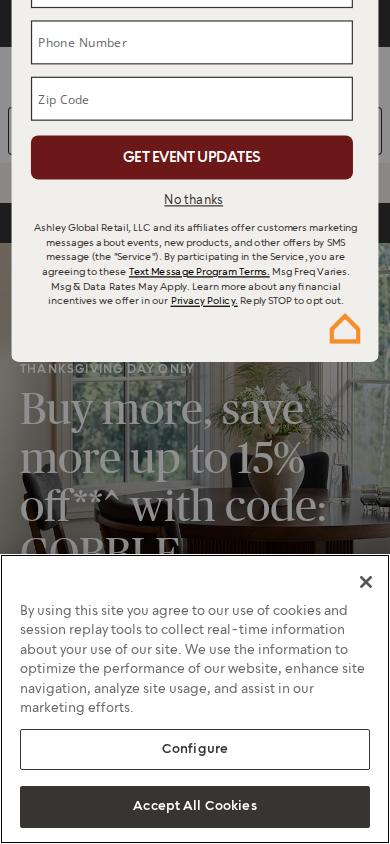 Phone Number
Zip Code
GET EVENT UPDATES
No thanks
Ashley Global Retail, LLC and its affiliates offer customers marketing
messages about events, new products, and other offers by SMS
message (the "Service"). By participating in the Service, you are
agreeing to these Text Message Program Terms. Msg Freq Varies.
Msg & Data Rates May Apply. Learn more about any financial
incentives we offer in our Privacy Policy. Reply STOP to opt out.
THANKSGIVING DAY ONLY
Buy more, save
more up to 15%
off**^ with code:
GOBBLE
By using this site you agree to our use of cookies and
session replay tools to collect real-time information
about your use of our site. We use the information to
optimize the performance of our website, enhance site
navigation, analyze site usage, and assist in our
marketing efforts.
Configure
Accept All Cookies